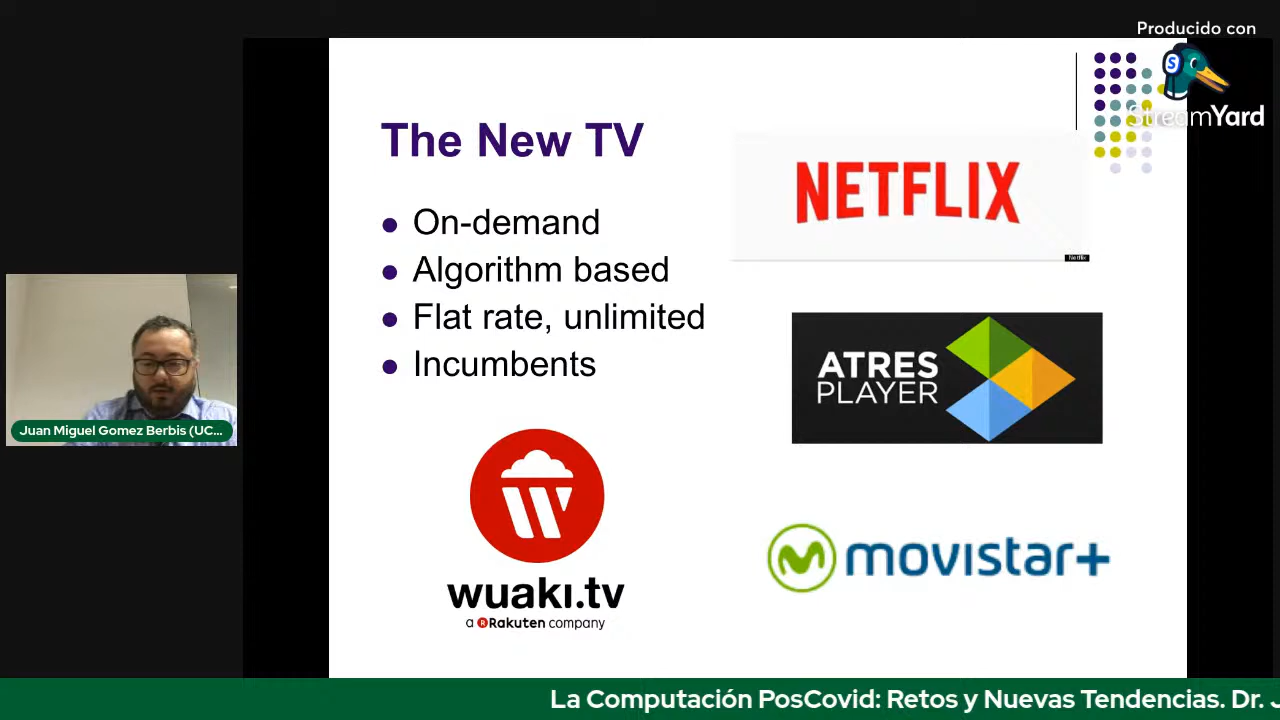 Producido con
StreamYard
The New TV
On-demand
Algorithm based
Flat rate, unlimited
Incumbents
NETFLIX
Netflix
ATRES
PLAYER
wuaki.tv
a Rakuten company
movistar+
Juan Miguel Gomez Berbis (UC...
La Computación PosCovid: Retos y Nuevas Tendencias. Dr. J